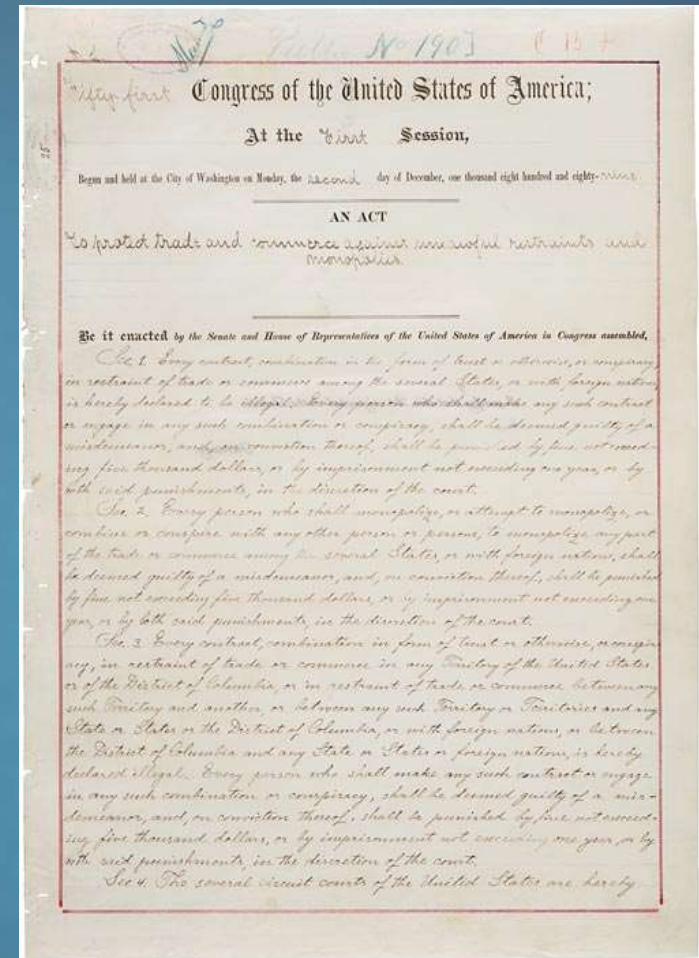 Public No 190]
Fifty first Congress of the United States of America;
At the First Session,
Begun and held at the City of Washington on Monday, the second day of December, one thousand eight hundred and eighty-nine
AN ACT
To protect trade and commerce against unlawful restraints and
monopolies.
Be it enacted by the Senate and House of Representatives of the United States of America in Congress assembled,
Sec. 1. Every contract, combination in the form of trust or otherwise, or conspiracy,
in restraint of trade or commerce among the several States, or with foreign nations,
is hereby declared to be illegal. Every person who shall make any such contract
or engage in any such combination or conspiracy, shall be deemed guilty of a
misdemeanor, and, on conviction thereof, shall be punished by fine not exceed-
ing five thousand dollars, or by imprisonment not exceeding one year, or by
both said punishments, in the discretion of the court.
Sec. 2. Every person who shall monopolize, or attempt to monopolize, or
combine or conspire with any other person or persons, to monopolize any part
of the trade or commerce among the several States, or with foreign nations, shall
be deemed guilty of a misdemeanor, and, on conviction thereof, shall be punished
by fine not exceeding five thousand dollars, or by imprisonment not exceeding one
year, or by both said punishments, in the discretion of the court.
Sec. 3. Every contract, combination in form of trust or otherwise, or conspir-
acy, in restraint of trade or commerce in any Territory of the United States
or of the District of Columbia, or in restraint of trade or commerce between any
such Territory and another, or between any such Territory or Territories and any
State or States or the District of Columbia, or with foreign nations, or between
the District of Columbia and any State or States or foreign nations, is hereby
declared illegal. Every person who shall make any such contract or engage
in any such combination or conspiracy, shall be deemed guilty of a mis-
demeanor, and, on conviction thereof, shall be punished by fine not exceed-
ing five thousand dollars, or by imprisonment not exceeding one year, or by
both said punishments, in the discretion of the court.
Sec 4. The several circuit courts of the United States are hereby